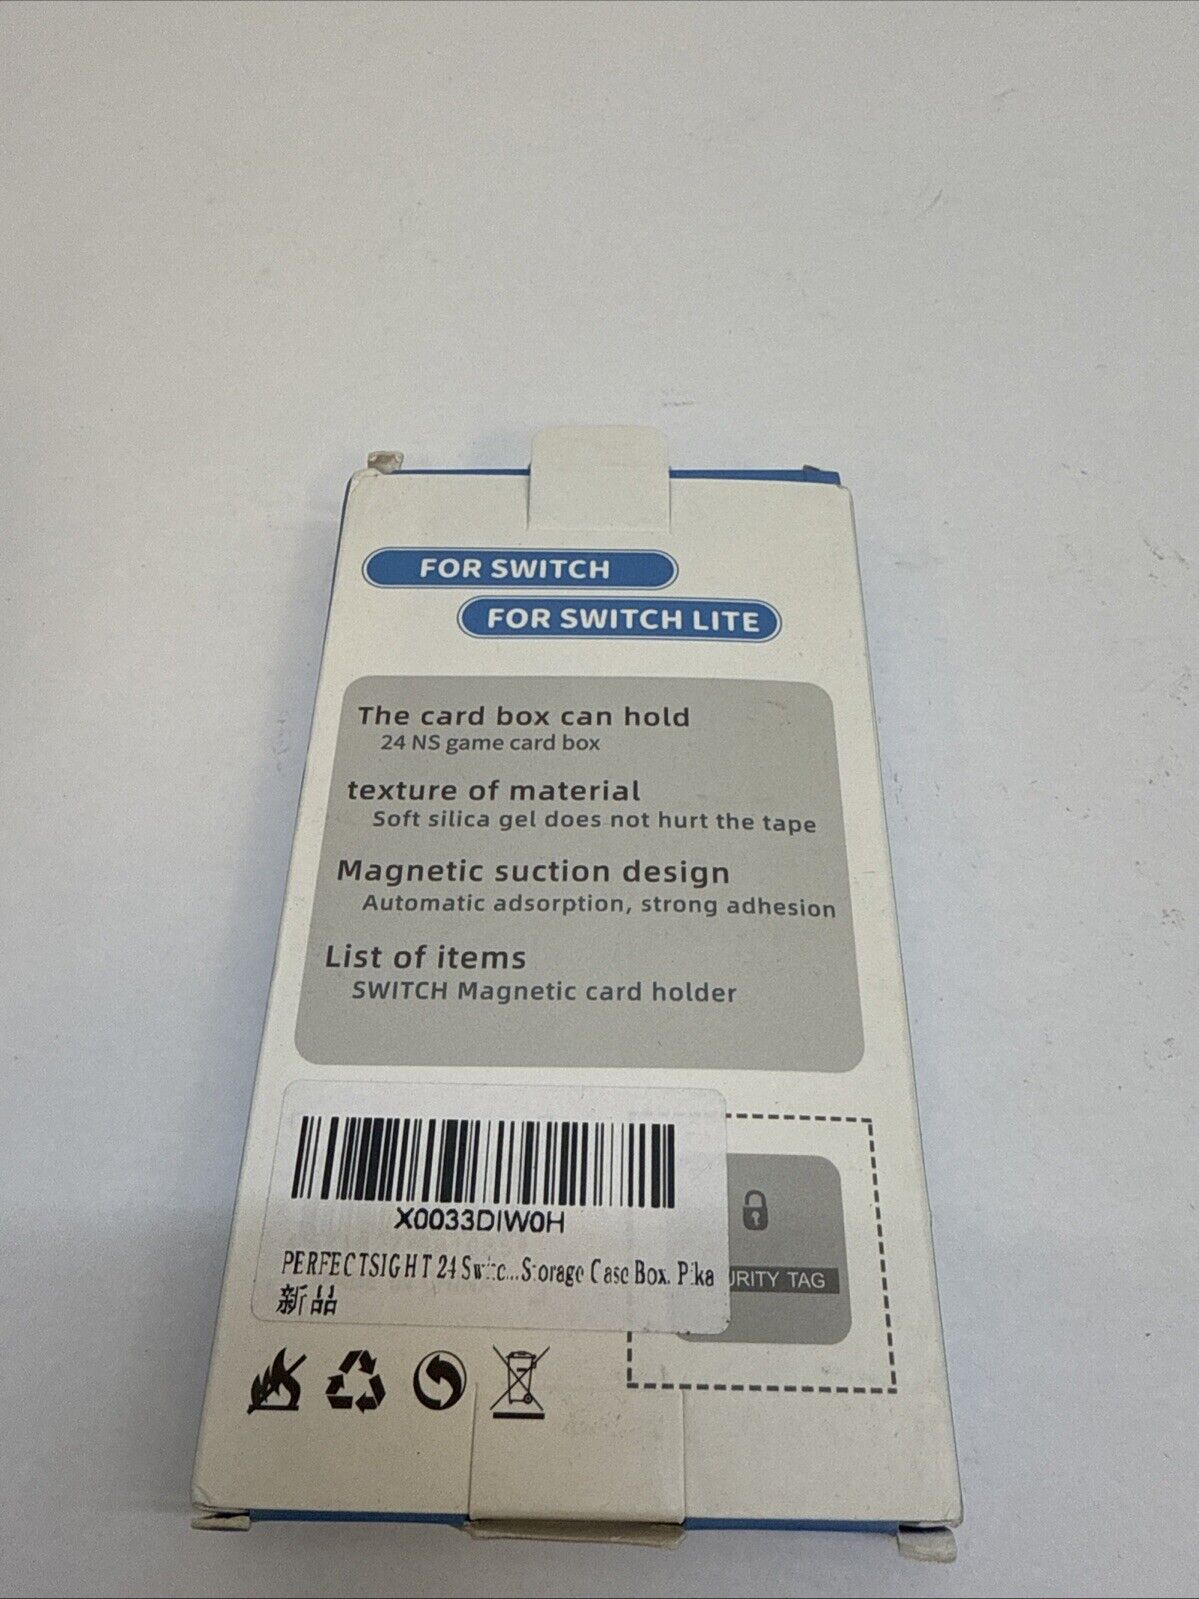 FOR SWITCH
FOR SWITCH LITE
The card box can hold
24 NS game card box
texture of material
Soft silica gel does not hurt the tape
Magnetic suction design
Automatic adsorption, strong adhesion
List of items
SWITCH Magnetic card holder
X0033DIW0H
PERFECTSIGHT 24 Switc...Storage Case Box, Pika
新品
URITY TAG